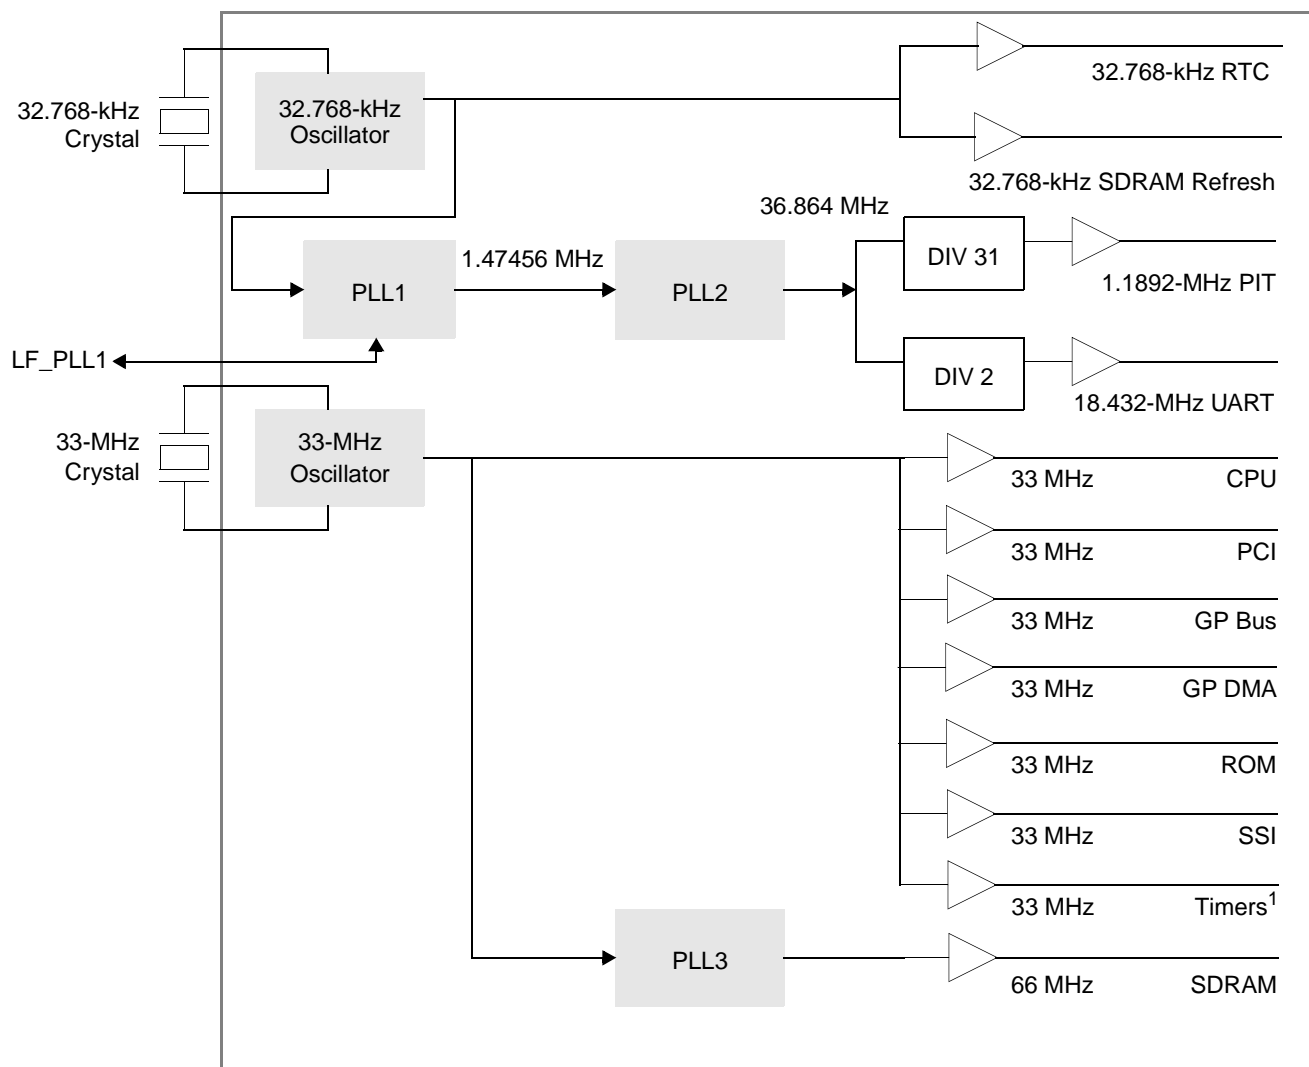 32.768-kHz
Crystal
32.768-kHz
Oscillator
32.768-kHz RTC
32.768-kHz SDRAM Refresh
36.864 MHz
1.47456 MHz
PLL1
PLL2
DIV 31
1.1892-MHz PIT
LF_PLL1
DIV 2
18.432-MHz UART
33-MHz
Crystal
33-MHz
Oscillator
33 MHz CPU
33 MHz PCI
33 MHz GP Bus
33 MHz GP DMA
33 MHz ROM
33 MHz SSI
33 MHz Timers1
PLL3
66 MHz SDRAM